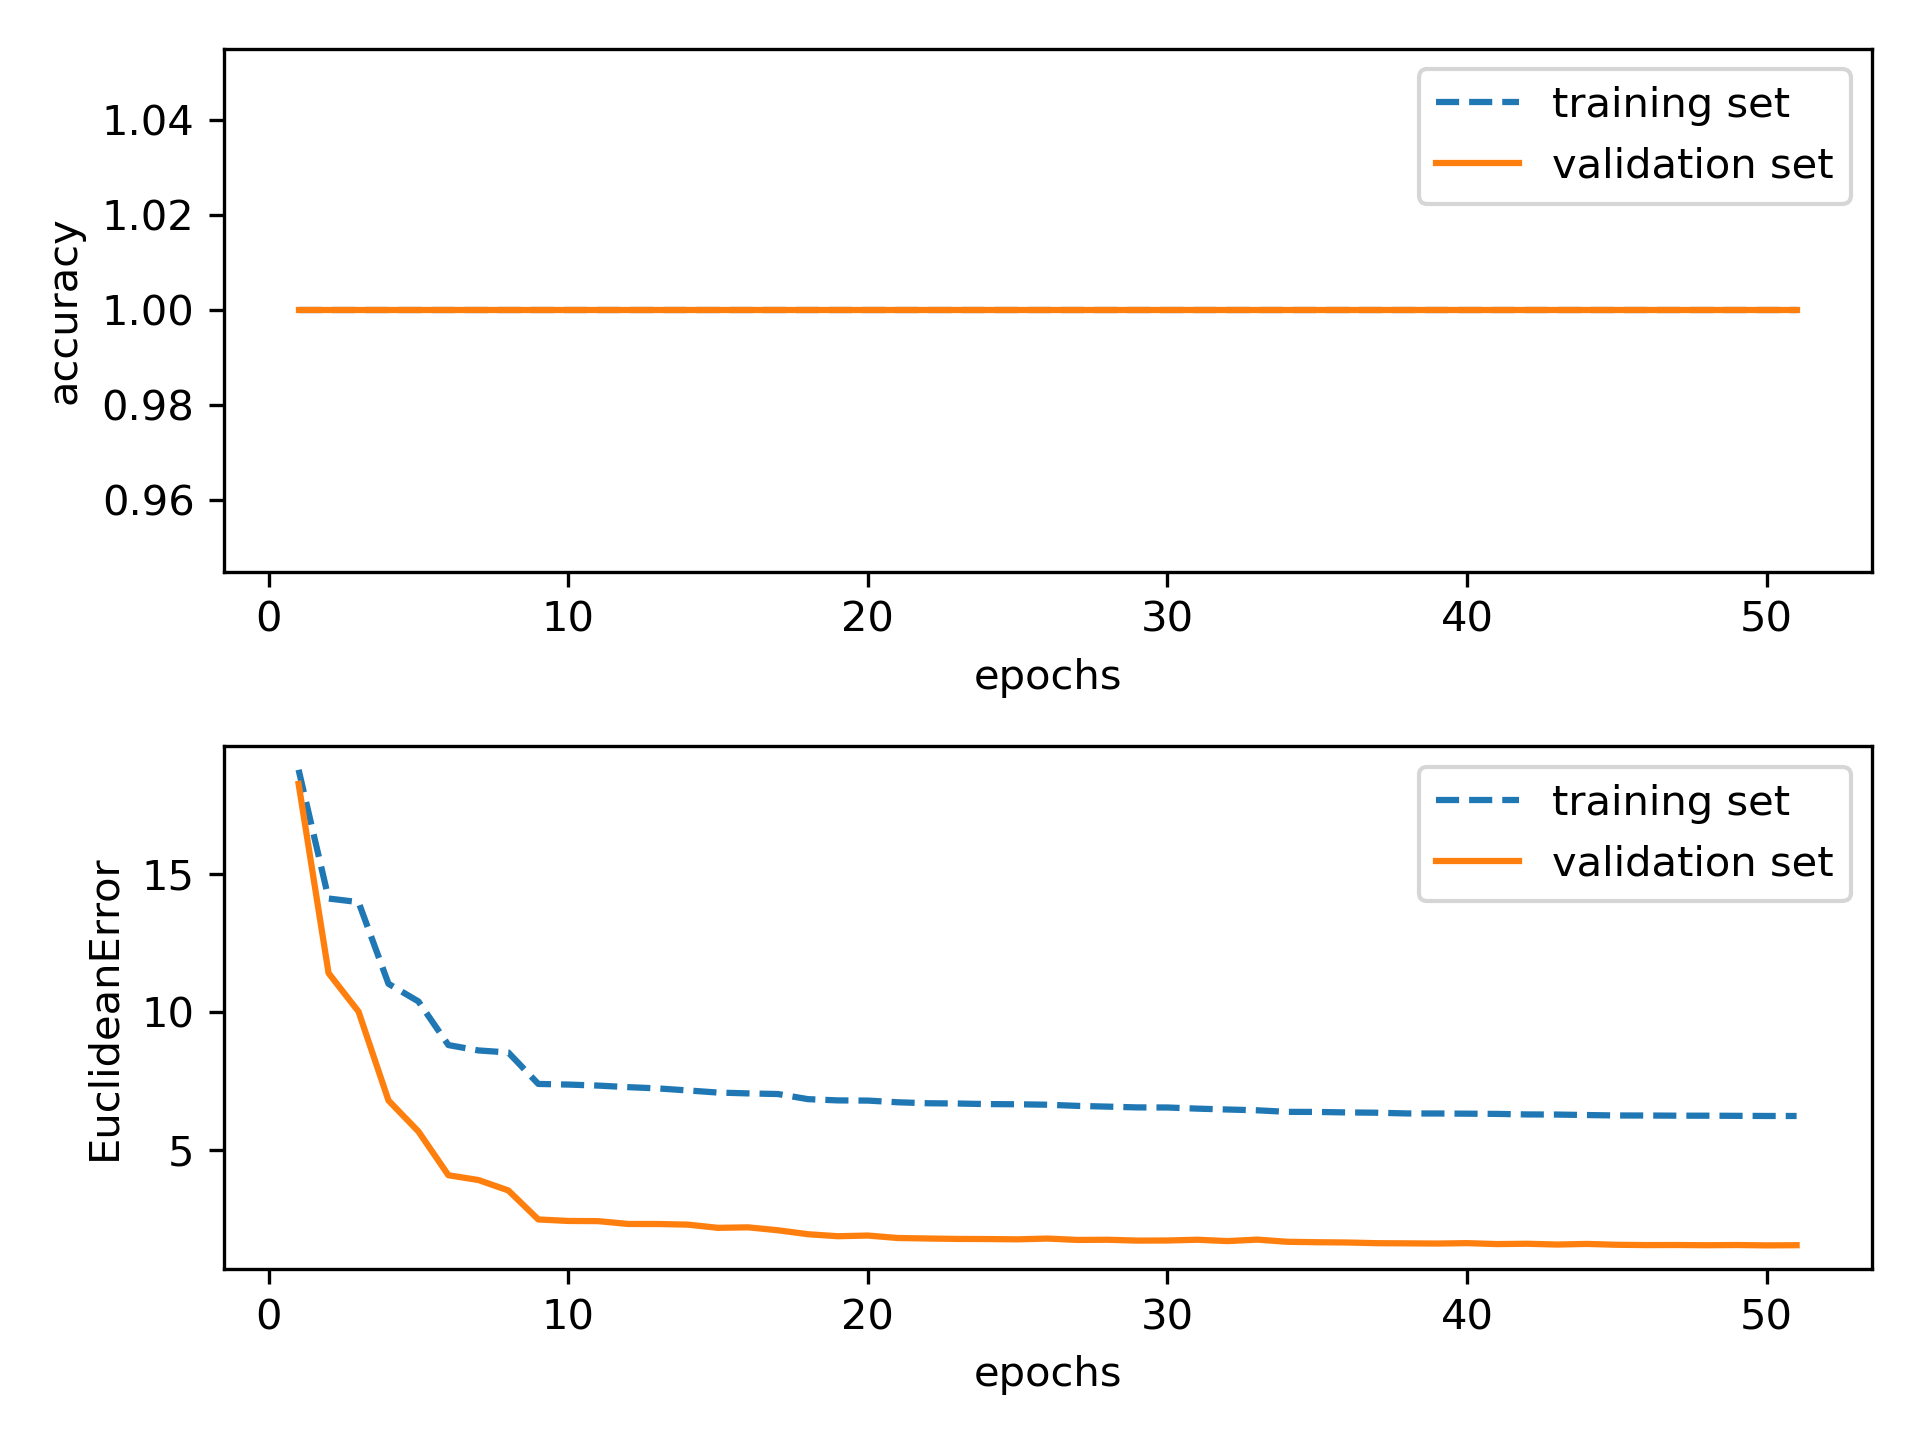 1.04
1.02
1.00
0.98
0.96
accuracy
training set
validation set
0 10 20 30 40 50
epochs
15
10
5
EuclideanError
training set
validation set
0 10 20 30 40 50
epochs